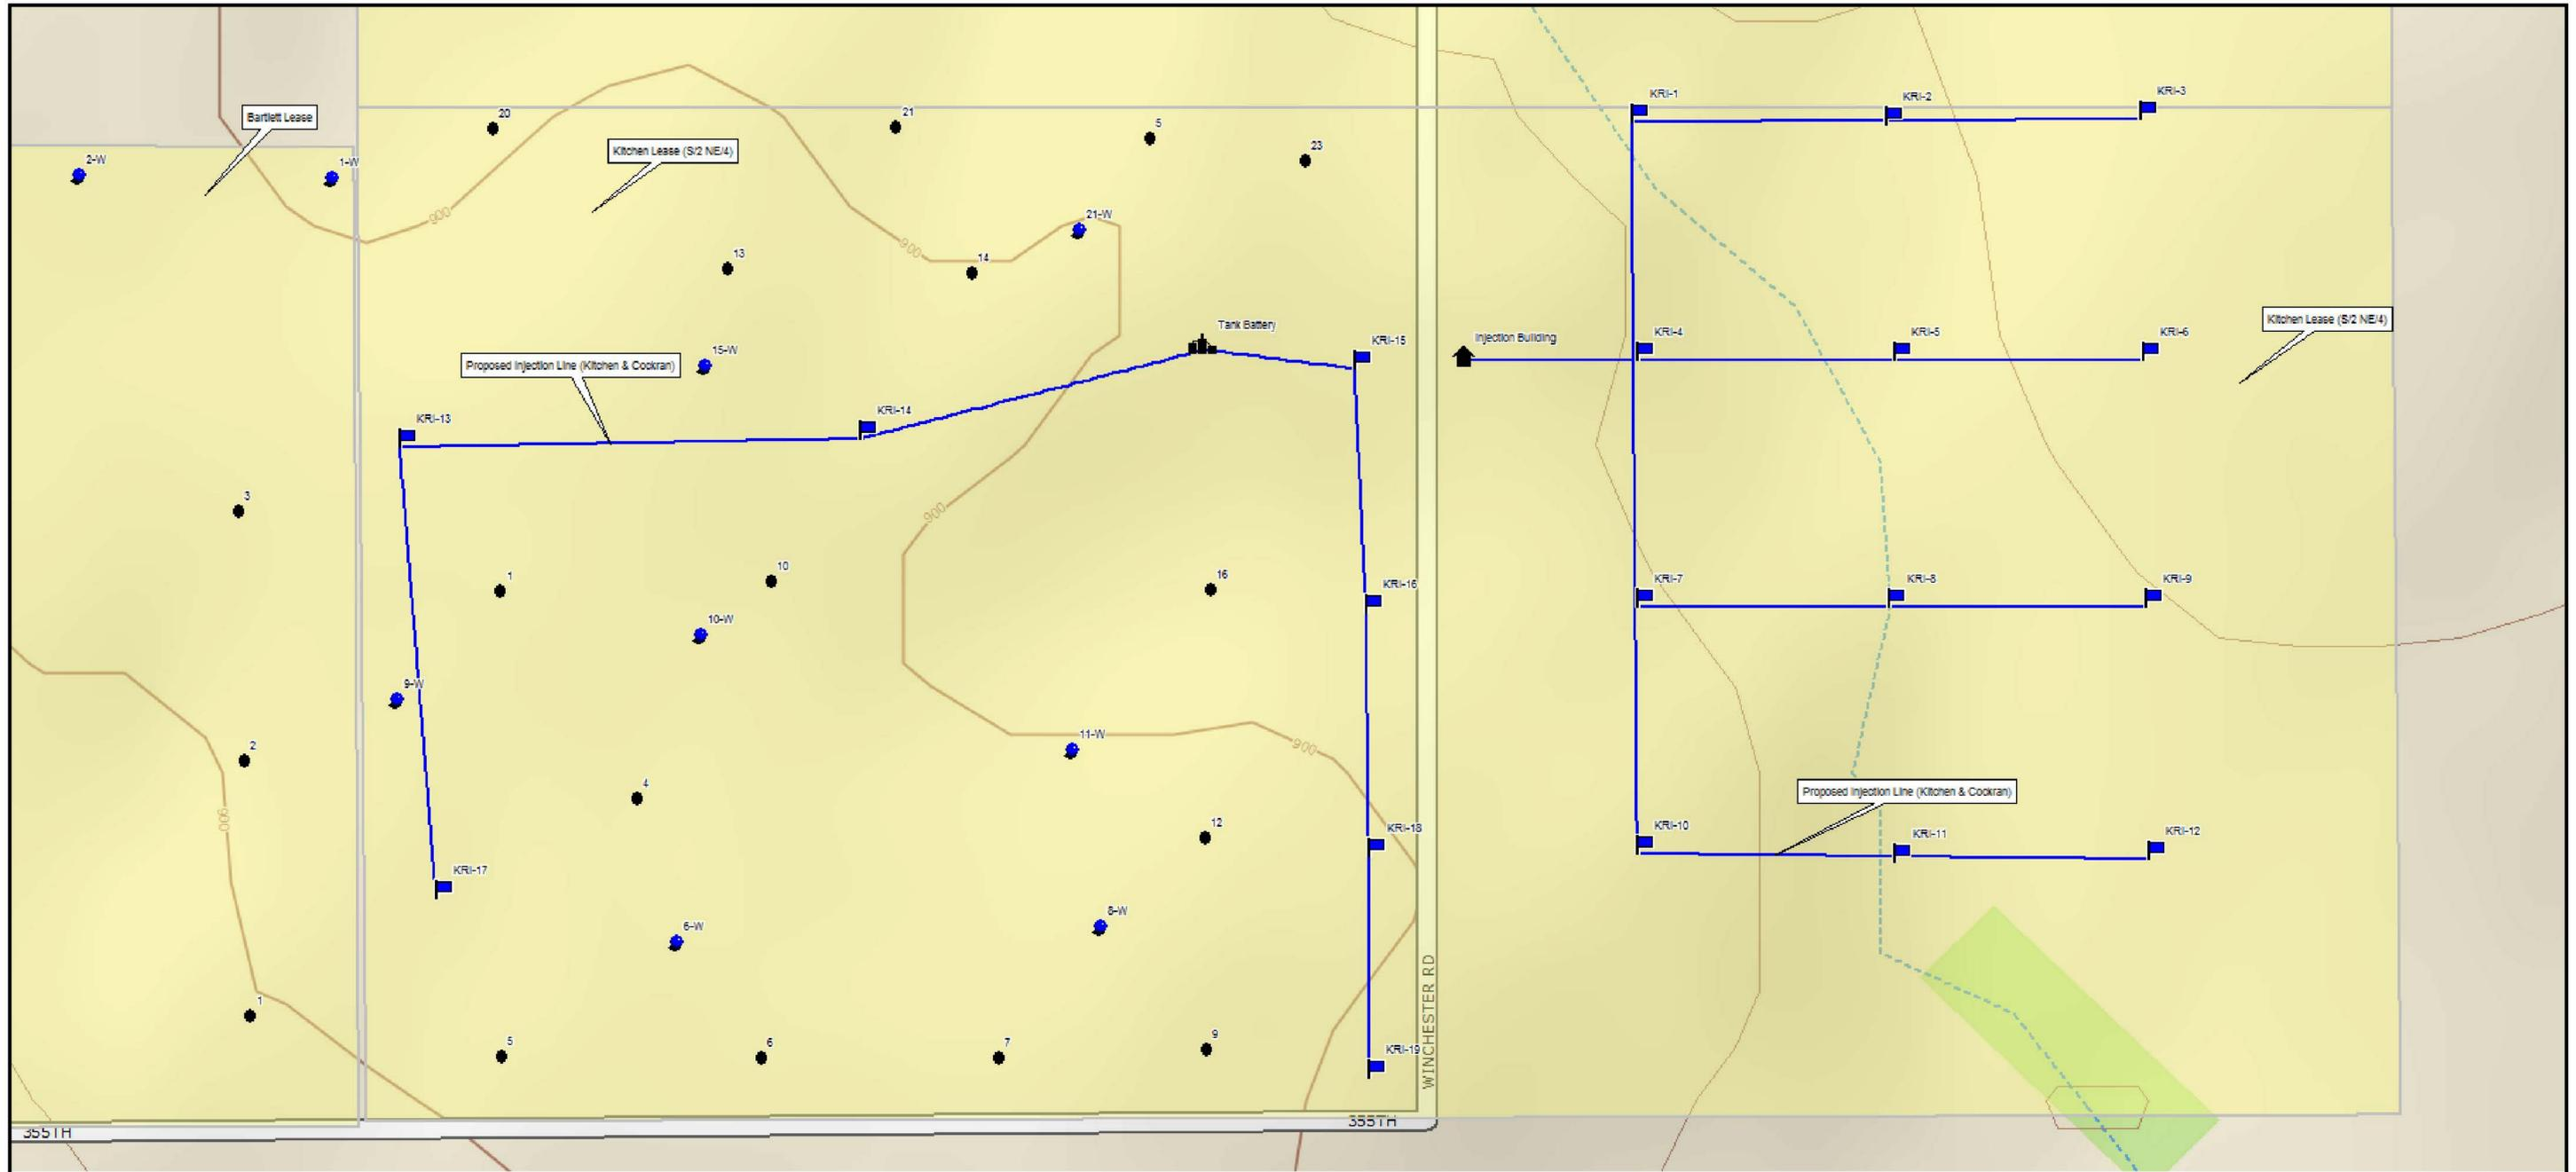 KRI-1
KRI-2
KRI-3
Bartlett Lease
20
21
5
23
Kitchen Lease (S/2 NE/4)
2-W
1-W
900
21-W
900
13
14
Tank Battery
KRI-15
Injection Building
KRI-4
KRI-5
KRI-6
Kitchen Lease (S/2 NE/4)
15-W
Proposed Injection Line (Kitchen & Cockran)
KRI-13
KRI-14
3
900
1
10
16
KRI-16
KRI-7
KRI-8
KRI-9
10-W
9-W
2
11-W
900
4
900
12
KRI-18
KRI-10
KRI-11
KRI-12
Proposed Injection Line (Kitchen & Cockran)
KRI-17
6-W
8-W
1
5
6
7
9
KRI-19
WINCHESTER RD
355TH
355TH